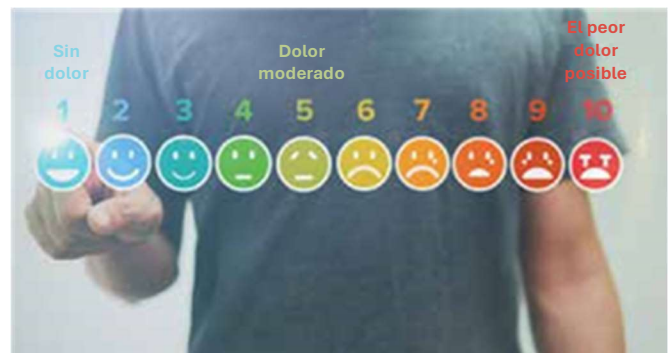 Sin
dolor
Dolor
moderado
El peor
dolor
posible
1 2 3 4 5 6 7 8 9 10